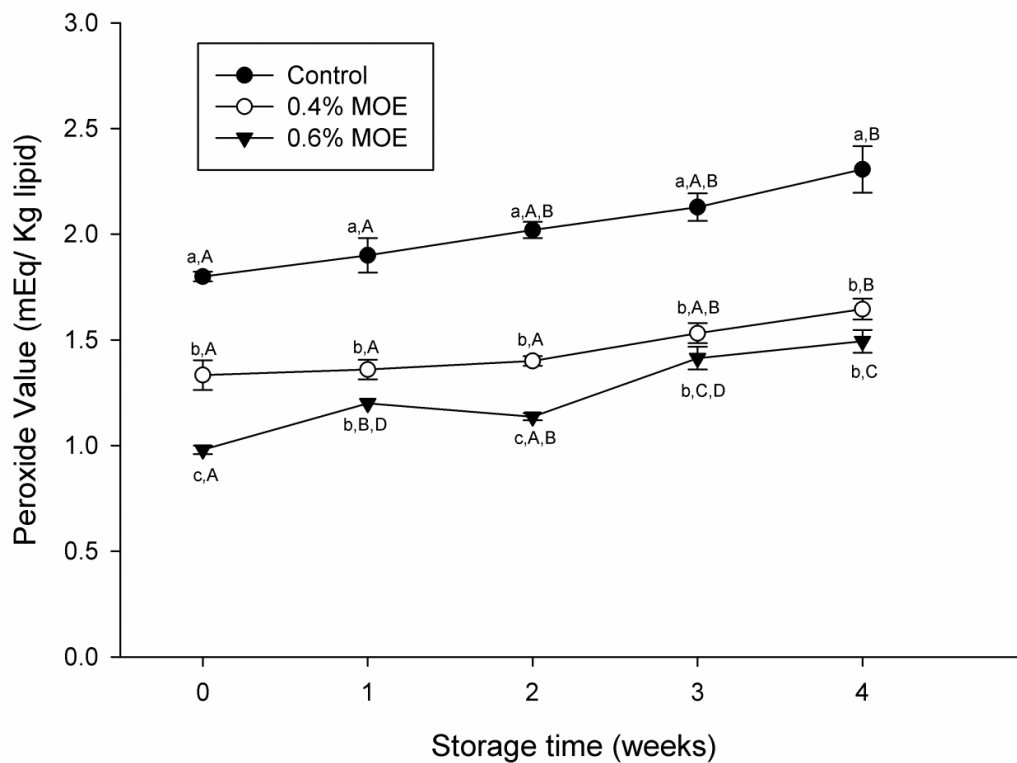 3.0
2.5
2.0
1.5
1.0
0.5
0.0
Peroxide Value (mEq/ Kg lipid)
Control
0.4% MOE
0.6% MOE
a,A
a,A
a,A,B
a,A,B
a,B
b,A
b,A
b,A
b,A,B
b,B
c,A
b,B,D
c,A,B
b,C,D
b,C
0 1 2 3 4
Storage time (weeks)